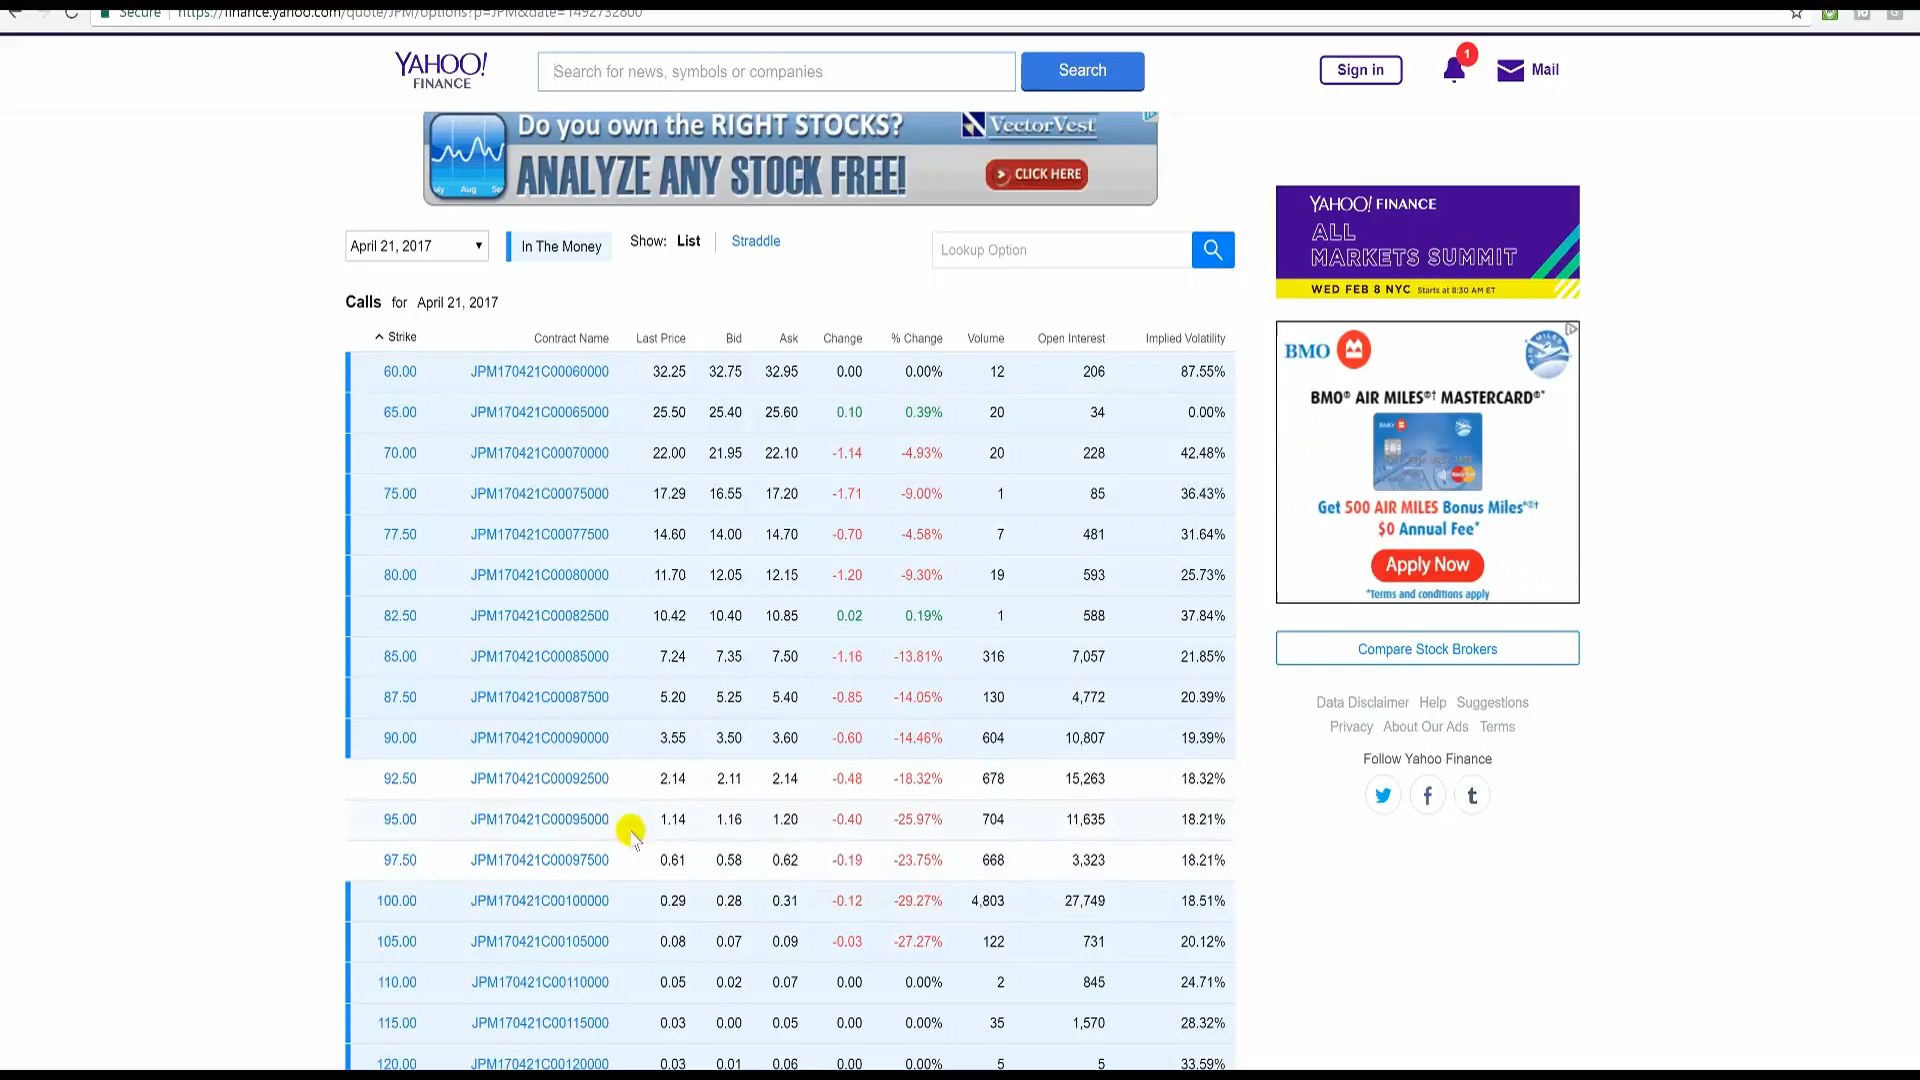 Secure https://finance.yahoo.com/quote/JPM/options?p=JPM&date=1492732800
YAHOO!
FINANCE
Search for news, symbols or companies
Search
Sign in
1
Mail
Do you own the RIGHT STOCKS?
VectorVest
ANALYZE ANY STOCK FREE!
CLICK HERE
Aug
April 21, 2017
In The Money
Show: List Straddle
Lookup Option
Calls for April 21, 2017
Strike Contract Name Last Price Bid Ask Change % Change Volume Open Interest Implied Volatility
60.00 JPM170421C00060000 32.25 32.75 32.95 0.00 0.00% 12 206 87.55%
65.00 JPM170421C00065000 25.50 25.40 25.60 0.10 0.39% 20 34 0.00%
70.00 JPM170421C00070000 22.00 21.95 22.10 -1.14 -4.93% 20 228 42.48%
75.00 JPM170421C00075000 17.29 16.55 17.20 -1.71 -9.00% 1 85 36.43%
77.50 JPM170421C00077500 14.60 14.00 14.70 -0.70 -4.58% 7 481 31.64%
80.00 JPM170421C00080000 11.70 12.05 12.15 -1.20 -9.30% 19 593 25.73%
82.50 JPM170421C00082500 10.42 10.40 10.85 0.02 0.19% 1 588 37.84%
85.00 JPM170421C00085000 7.24 7.35 7.50 -1.16 -13.81% 316 7,057 21.85%
87.50 JPM170421C00087500 5.20 5.25 5.40 -0.85 -14.05% 130 4,772 20.39%
90.00 JPM170421C00090000 3.55 3.50 3.60 -0.60 -14.46% 604 10,807 19.39%
92.50 JPM170421C00092500 2.14 2.11 2.14 -0.48 -18.32% 678 15,263 18.32%
95.00 JPM170421C00095000 1.14 1.16 1.20 -0.40 -25.97% 704 11,635 18.21%
97.50 JPM170421C00097500 0.61 0.58 0.62 -0.19 -23.75% 668 3,323 18.21%
100.00 JPM170421C00100000 0.29 0.28 0.31 -0.12 -29.27% 4,803 27,749 18.51%
105.00 JPM170421C00105000 0.08 0.07 0.09 -0.03 -27.27% 122 731 20.12%
110.00 JPM170421C00110000 0.05 0.02 0.07 0.00 0.00% 2 845 24.71%
115.00 JPM170421C00115000 0.03 0.00 0.05 0.00 0.00% 35 1,570 28.32%
120.00 JPM170421C00120000 0.03 0.01 0.06 0.00 0.00% 5 5 33.59%
YAHOO! FINANCE
ALL
MARKETS SUMMIT
WED FEB 8 NYC Starts at 8:30 AM ET
BMO
AIR MILES
BMO® AIR MILES®† MASTERCARD®*
Get 500 AIR MILES Bonus Miles*®†
$0 Annual Fee*
Apply Now
*Terms and conditions apply
Compare Stock Brokers
Data Disclaimer Help Suggestions
Privacy About Our Ads Terms
Follow Yahoo Finance